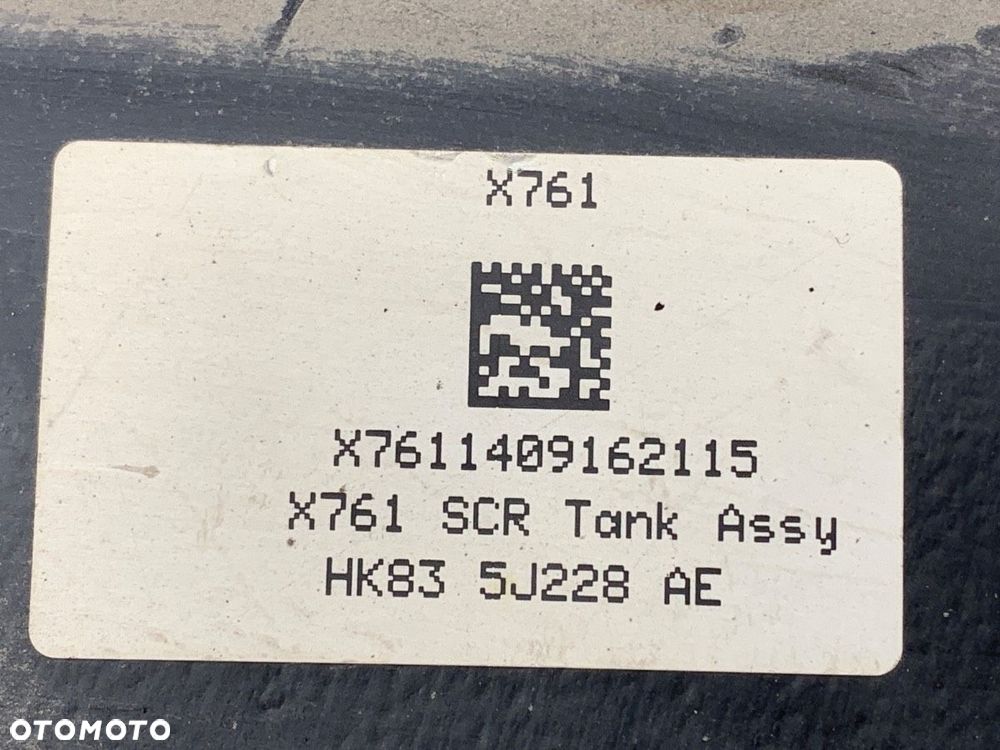 X761
X7611409162115
X761 SCR Tank Assy
HK83 5J228 AE
OTOMOTO